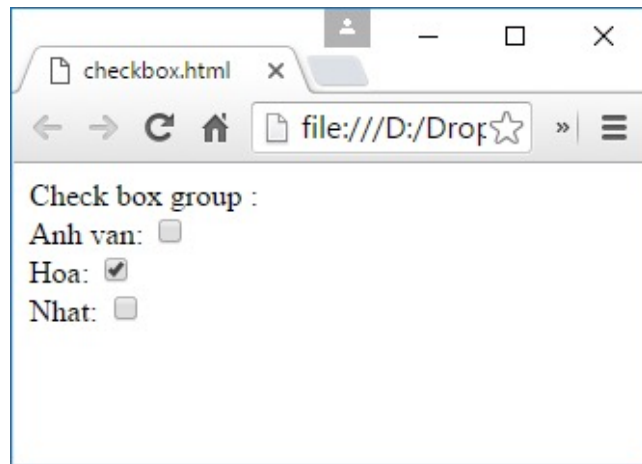 checkbox.html
file:///D:/Drop
Check box group :
Anh van:
Hoa:
Nhat: